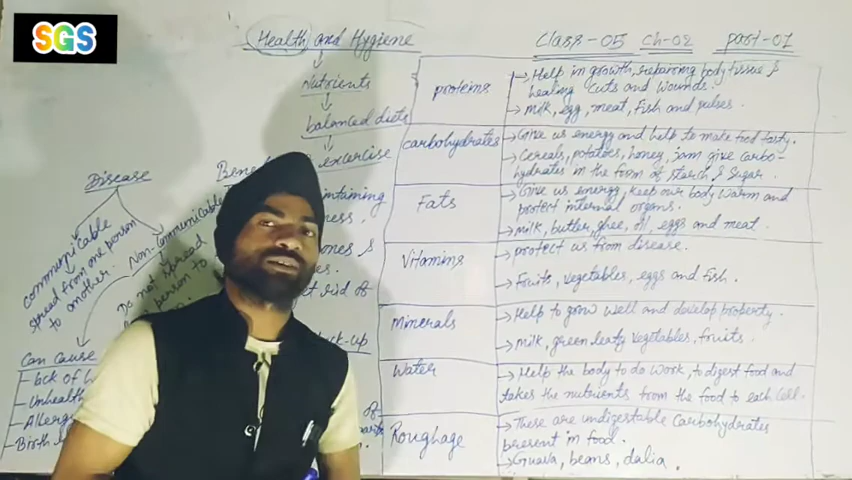 SGS
Health and Hygiene
Class-05 Ch-02 part-01
Nutrients
balanced diets
excercise
Disease
communicable
spread from one person
to another.
Non-Communicable
Do not spread
person to
Can cause
Allerg
Birth
proteins
→ Help in growth, repairing body tissue &
healing cuts and wounds.
→ milk, egg, meat, fish and pulses.
carbohydrates
→ Give us energy and help to make food tasty.
→ Cereals, potatoes, honey, jam give carbo-
hydrates in the form of starch & sugar.
Fats
→ Give us energy, keep our body warm and
protect internal organs.
→ milk, butter, ghee, oil, eggs and meat.
Vitamins
→ protect us from disease.
→ Fruits, vegetables, eggs and fish.
Minerals
→ Help to grow well and develop property.
→ milk, green leafy vegetables, fruits.
Water
→ Help the body to do work, to digest food and
takes the nutrients from the food to each cell.
Roughage
→ These are undigestable Carbohydrates
present in food.
→ Guava, beans, dalia.